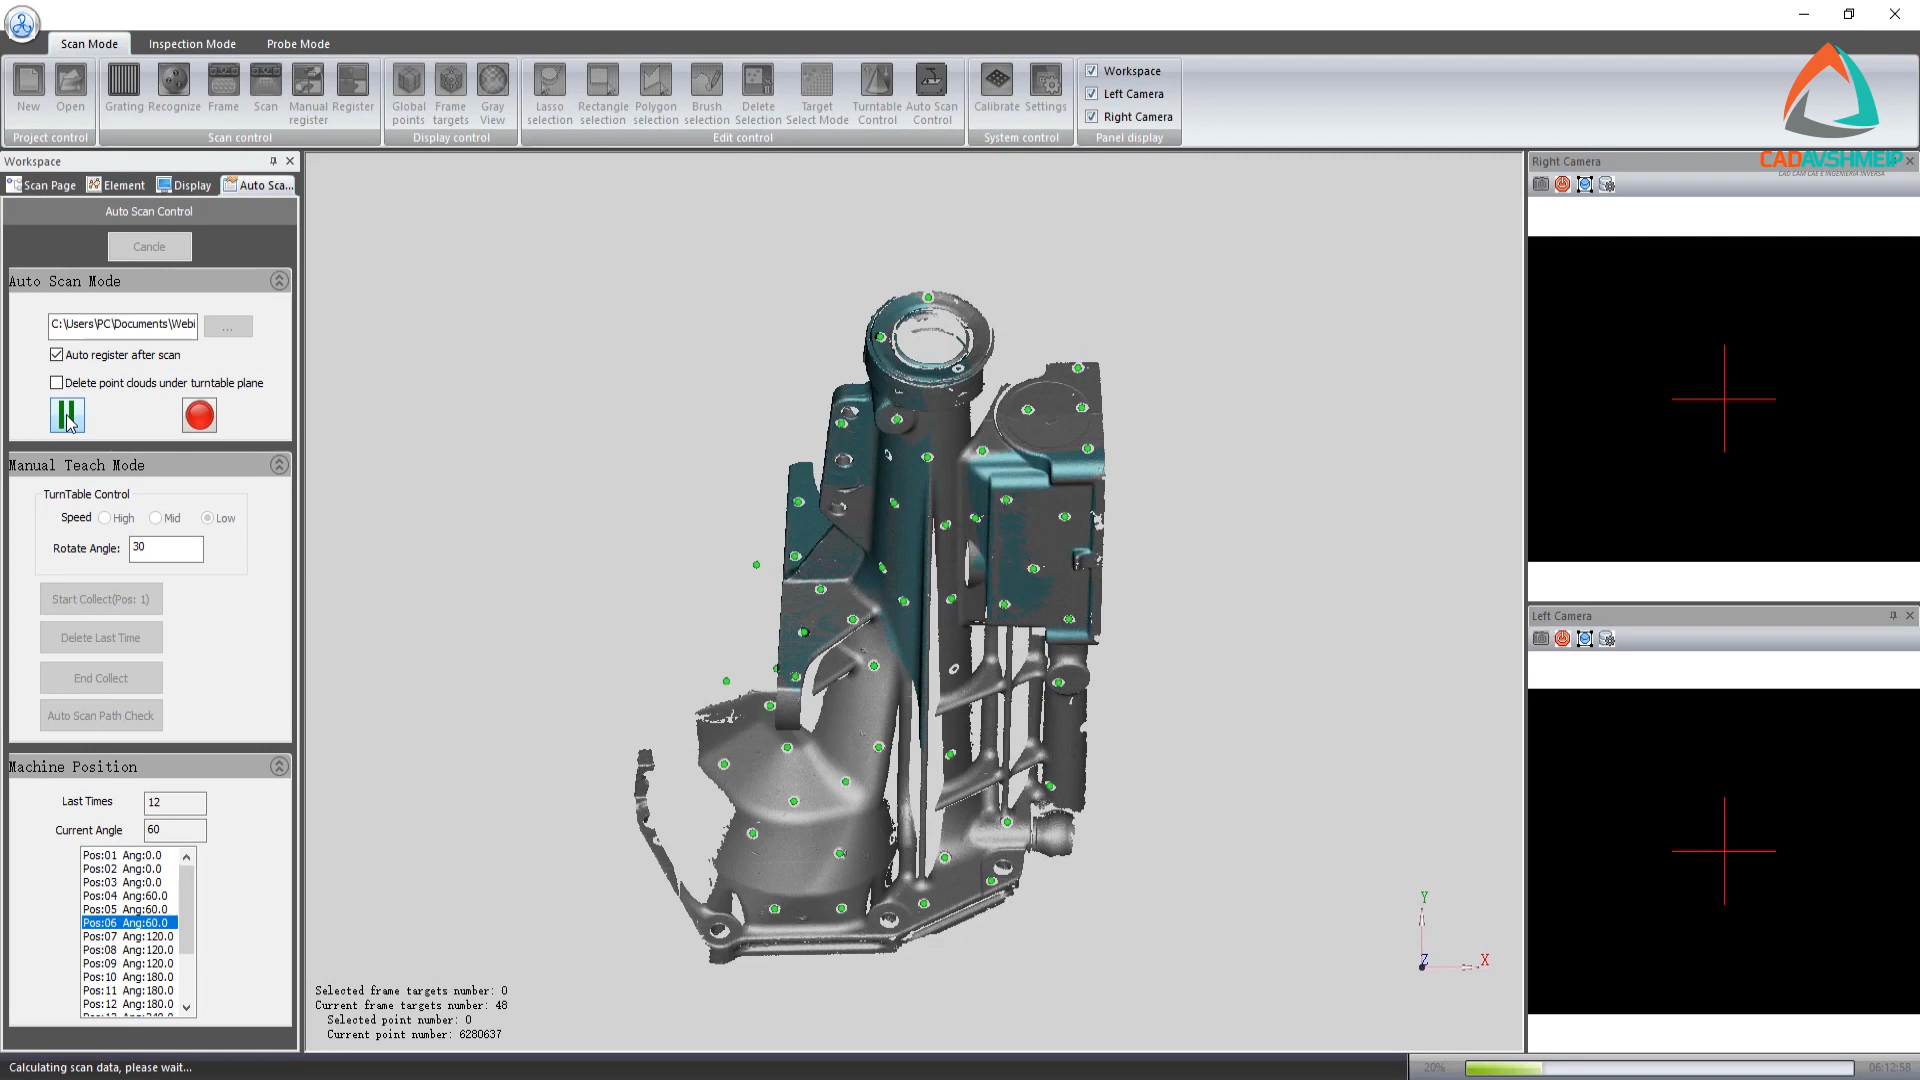 Scan Mode Inspection Mode Probe Mode
New Open Grating Recognize Frame Scan Manual register Register Global points Frame targets Gray View Lasso selection Rectangle selection Polygon selection Brush selection Delete Selection Target Select Mode Turntable Control Auto Scan Control Calibrate Settings
Workspace
Left Camera
Right Camera
Project control Scan control Display control Edit control System control Panel display
CADAVSHMEIP
CAD CAM CAE E INGENIERIA INVERSA
Workspace
Scan Page Element Display Auto Sca...
Auto Scan Control
Cancle
Auto Scan Mode
C:\Users\PC\Documents\Webi ...
Auto register after scan
Delete point clouds under turntable plane
Manual Teach Mode
TurnTable Control
Speed High Mid Low
Rotate Angle: 30
Start Collect(Pos: 1)
Delete Last Time
End Collect
Auto Scan Path Check
Machine Position
Last Times 12
Current Angle 60
Pos:01 Ang:0.0
Pos:02 Ang:0.0
Pos:03 Ang:0.0
Pos:04 Ang:60.0
Pos:05 Ang:60.0
Pos:06 Ang:60.0
Pos:07 Ang:120.0
Pos:08 Ang:120.0
Pos:09 Ang:120.0
Pos:10 Ang:180.0
Pos:11 Ang:180.0
Pos:12 Ang:180.0
Selected frame targets number: 0
Current frame targets number: 48
Selected point number: 0
Current point number: 6280637
Y
Z X
Right Camera
Left Camera
Calculating scan data, please wait...
20% 06:12:58